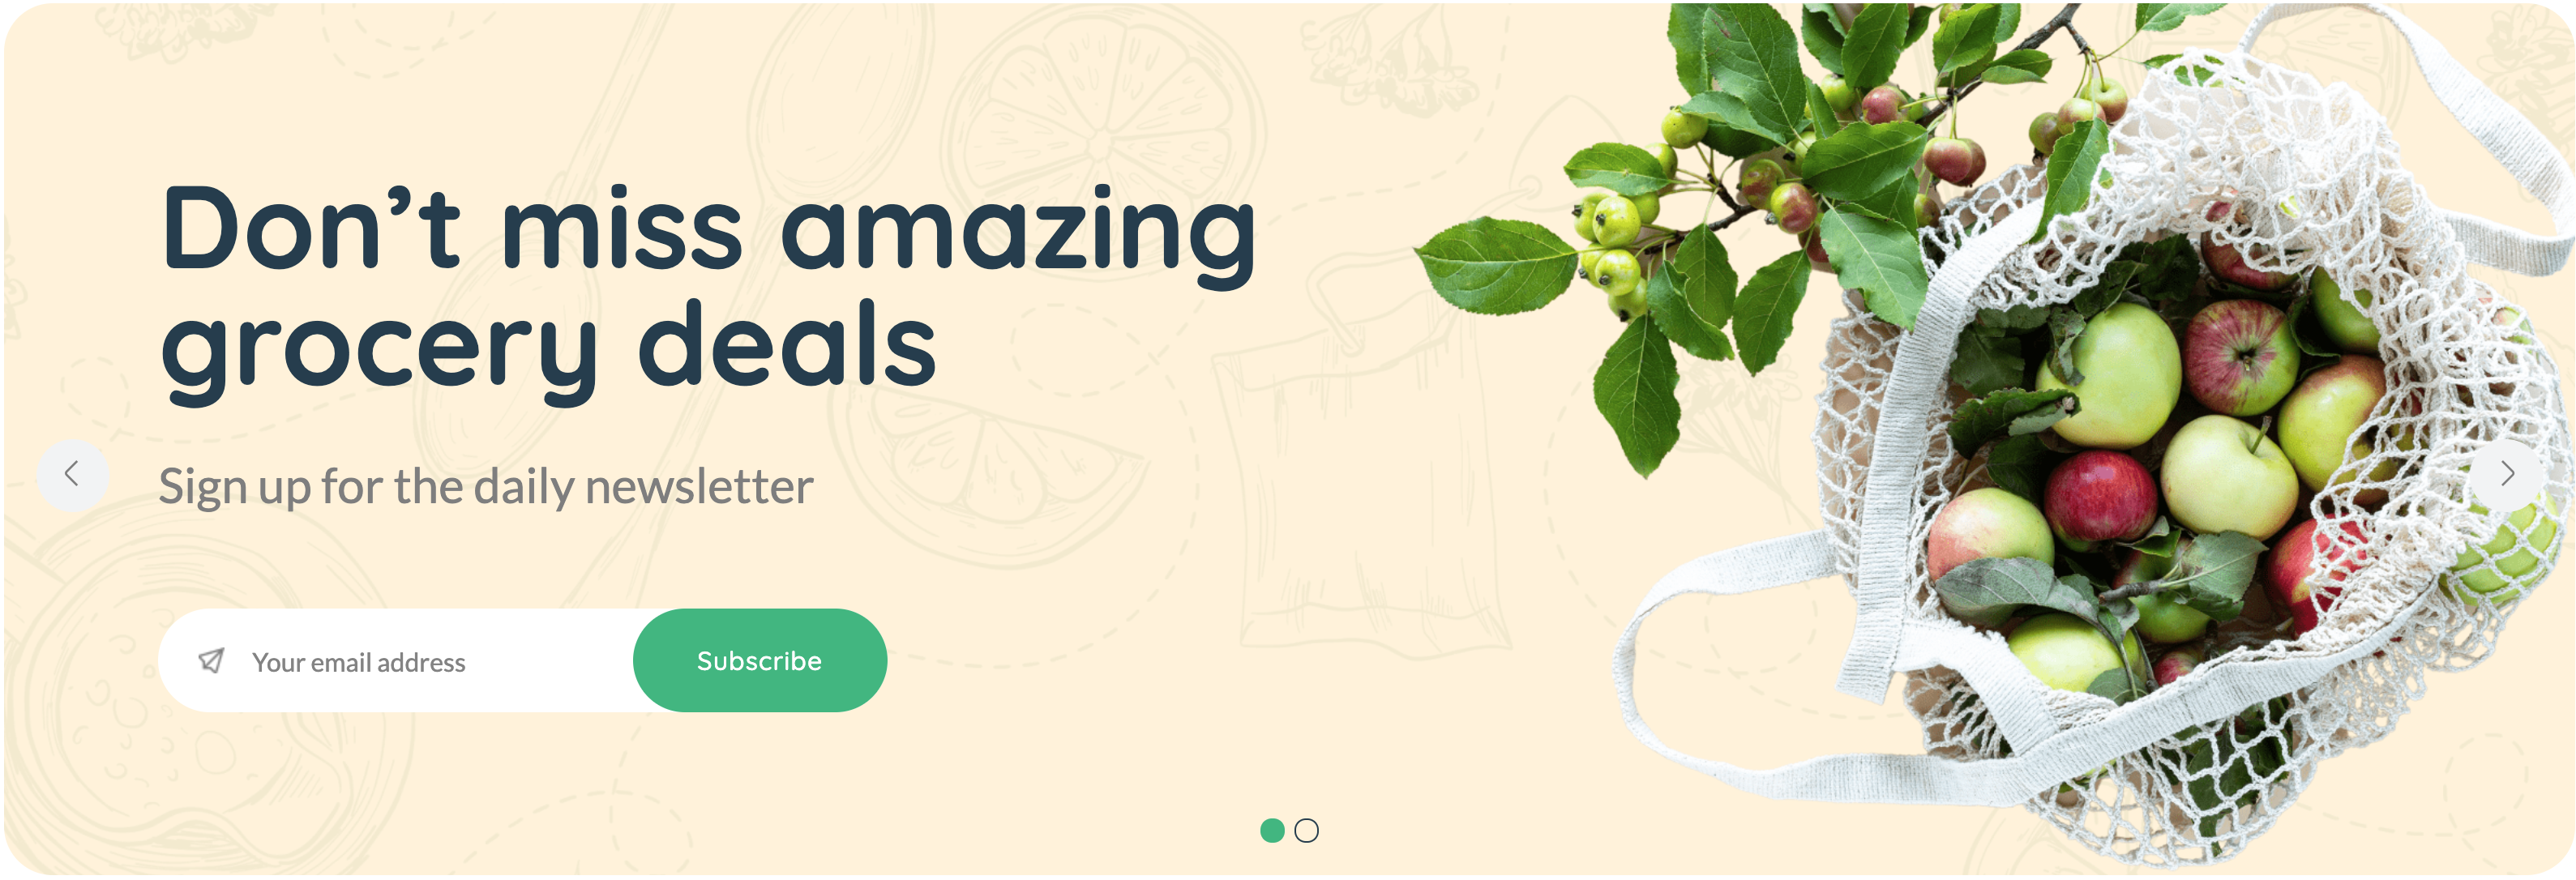 Don’t miss amazing
grocery deals
Sign up for the daily newsletter
Your email address
Subscribe